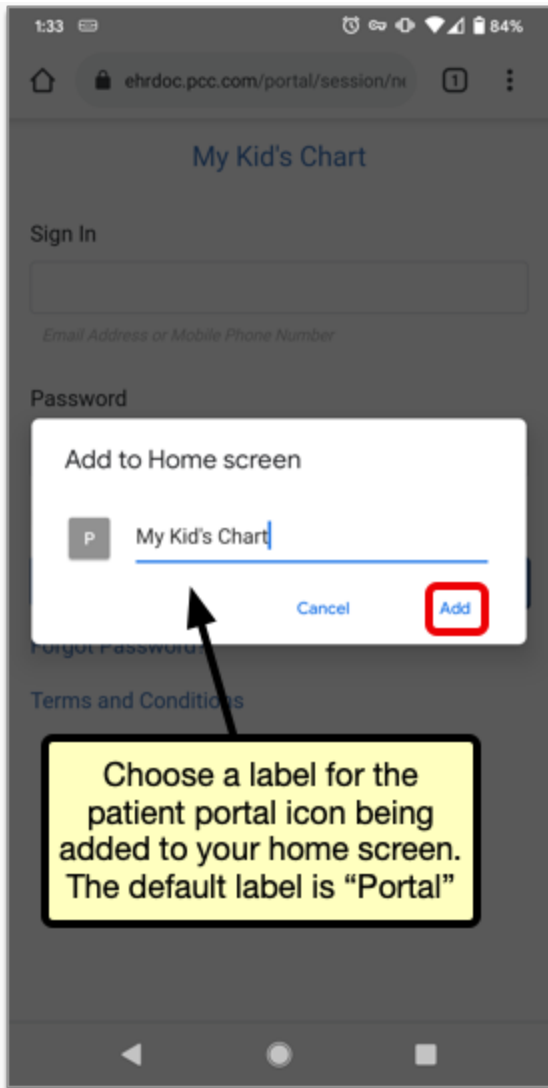 1:33
84%
ehrdoc.pcc.com/portal/session/ne
1
My Kid's Chart
Sign In
Email Address or Mobile Phone Number
Password
Add to Home screen
P
My Kid's Chart
Cancel
Add
Forgot Password?
Terms and Conditions
Choose a label for the
patient portal icon being
added to your home screen.
The default label is “Portal”